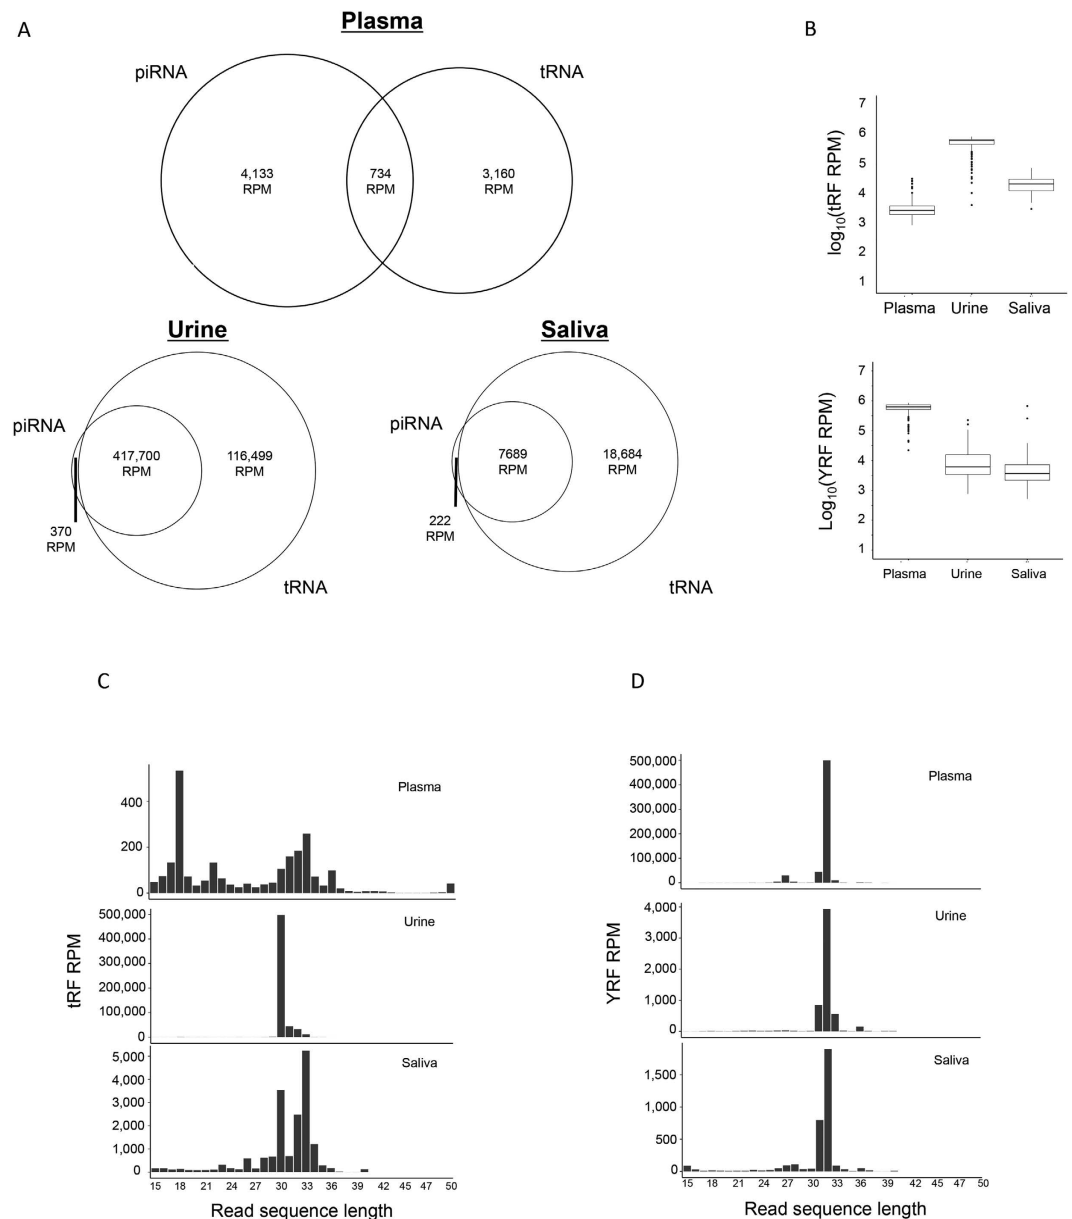 A
Plasma
piRNA
tRNA
4,133
RPM
734
RPM
3,160
RPM
Urine
piRNA
417,700
RPM
116,499
RPM
370
RPM
tRNA
Saliva
piRNA
7689
RPM
18,684
RPM
222
RPM
tRNA
B
log10(tRF RPM)
7
6
5
4
3
2
1
Plasma Urine Saliva
Log10(YRF RPM)
7
6
5
4
3
2
1
Plasma Urine Saliva
C
tRF RPM
Plasma
400
200
0
Urine
500,000
400,000
300,000
200,000
100,000
0
Saliva
5,000
4,000
3,000
2,000
1,000
0
15 18 21 24 27 30 33 36 39 42 45 47 50
Read sequence length
D
YRF RPM
Plasma
500,000
400,000
300,000
200,000
100,000
0
Urine
4,000
3,000
2,000
1,000
0
Saliva
1,500
1,000
500
0
15 18 21 24 27 30 33 36 39 42 45 47 50
Read sequence length